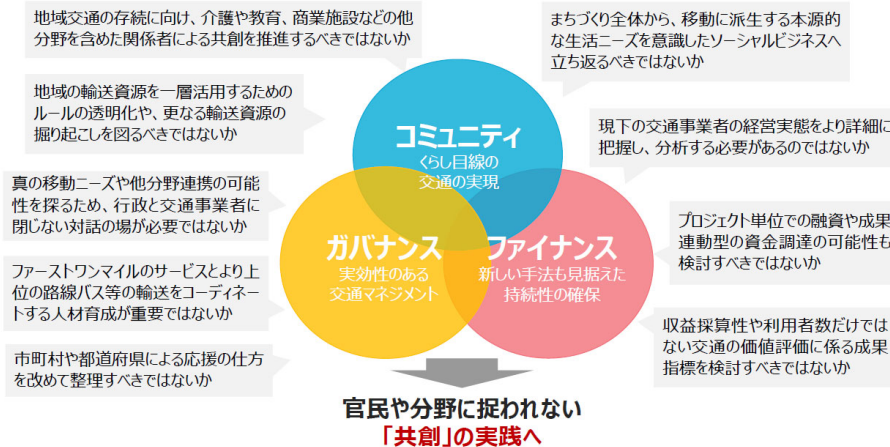 地域交通の存続に向け、介護や教育、商業施設などの他
分野を含めた関係者による共創を推進するべきではないか
まちづくり全体から、移動に派生する本源的
な生活ニーズを意識したソーシャルビジネスへ
立ち返るべきではないか
地域の輸送資源を一層活用するための
ルールの透明化や、更なる輸送資源の
掘り起こしを図るべきではないか
コミュニティ
くらし目線の
交通の実現
現下の交通事業者の経営実態をより詳細に
把握し、分析する必要があるのではないか
真の移動ニーズや他分野連携の可能
性を探るため、行政と交通事業者に
閉じない対話の場が必要ではないか
ガバナンス
実効性のある
交通マネジメント
ファイナンス
新しい手法も見据えた
持続性の確保
プロジェクト単位での融資や成果
連動型の資金調達の可能性も
検討すべきではないか
ファーストワンマイルのサービスとより上
位の路線バス等の輸送をコーディネー
トする人材育成が重要ではないか
収益採算性や利用者数だけでは
ない交通の価値評価に係る成果
指標を検討すべきではないか
市町村や都道府県による応援の仕方
を改めて整理すべきではないか
官民や分野に捉われない
「共創」の実践へ